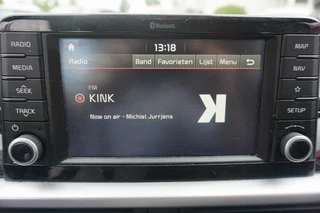 Bluetooth
13:18
RADIO
MEDIA
SEEK
TRACK
Radio Band Favorieten Lijst Menu
FM
KINK
Now on air - Michiel Jurrjens
K
MAP
NAV
SETUP